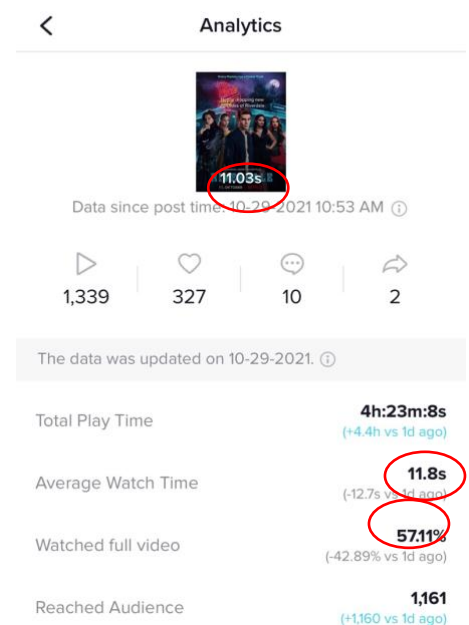 Analytics
11.03s
Data since post time: 10-29-2021 10:53 AM
1,339 327 10 2
The data was updated on 10-29-2021.
Total Play Time 4h:23m:8s
(+4.4h vs 1d ago)
Average Watch Time 11.8s
(-12.7s vs 1d ago)
Watched full video 57.11%
(-42.89% vs 1d ago)
Reached Audience 1,161
(+1,160 vs 1d ago)